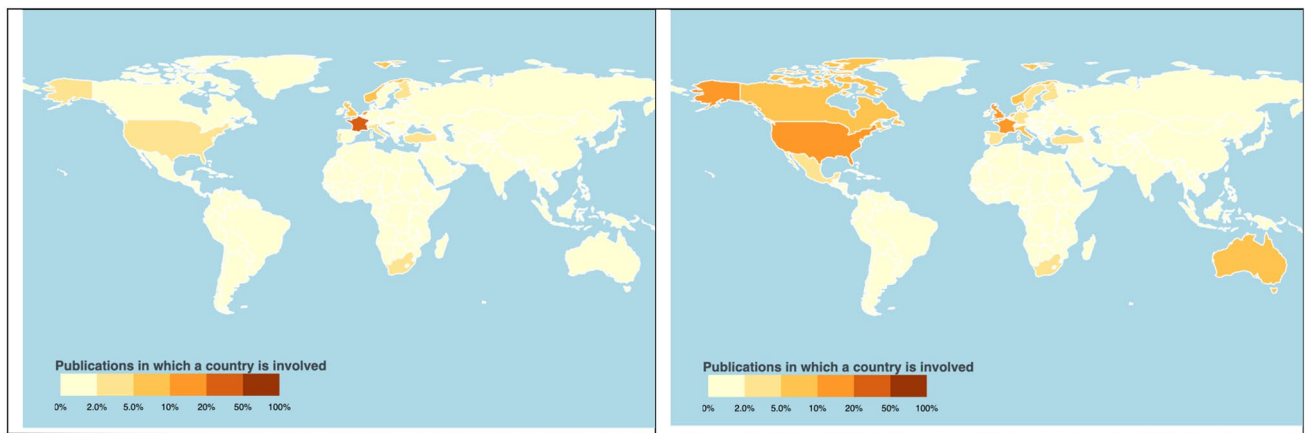 Publications in which a country is involved
0% 2.0% 5.0% 10% 20% 50% 100%
Publications in which a country is involved
0% 2.0% 5.0% 10% 20% 50% 100%